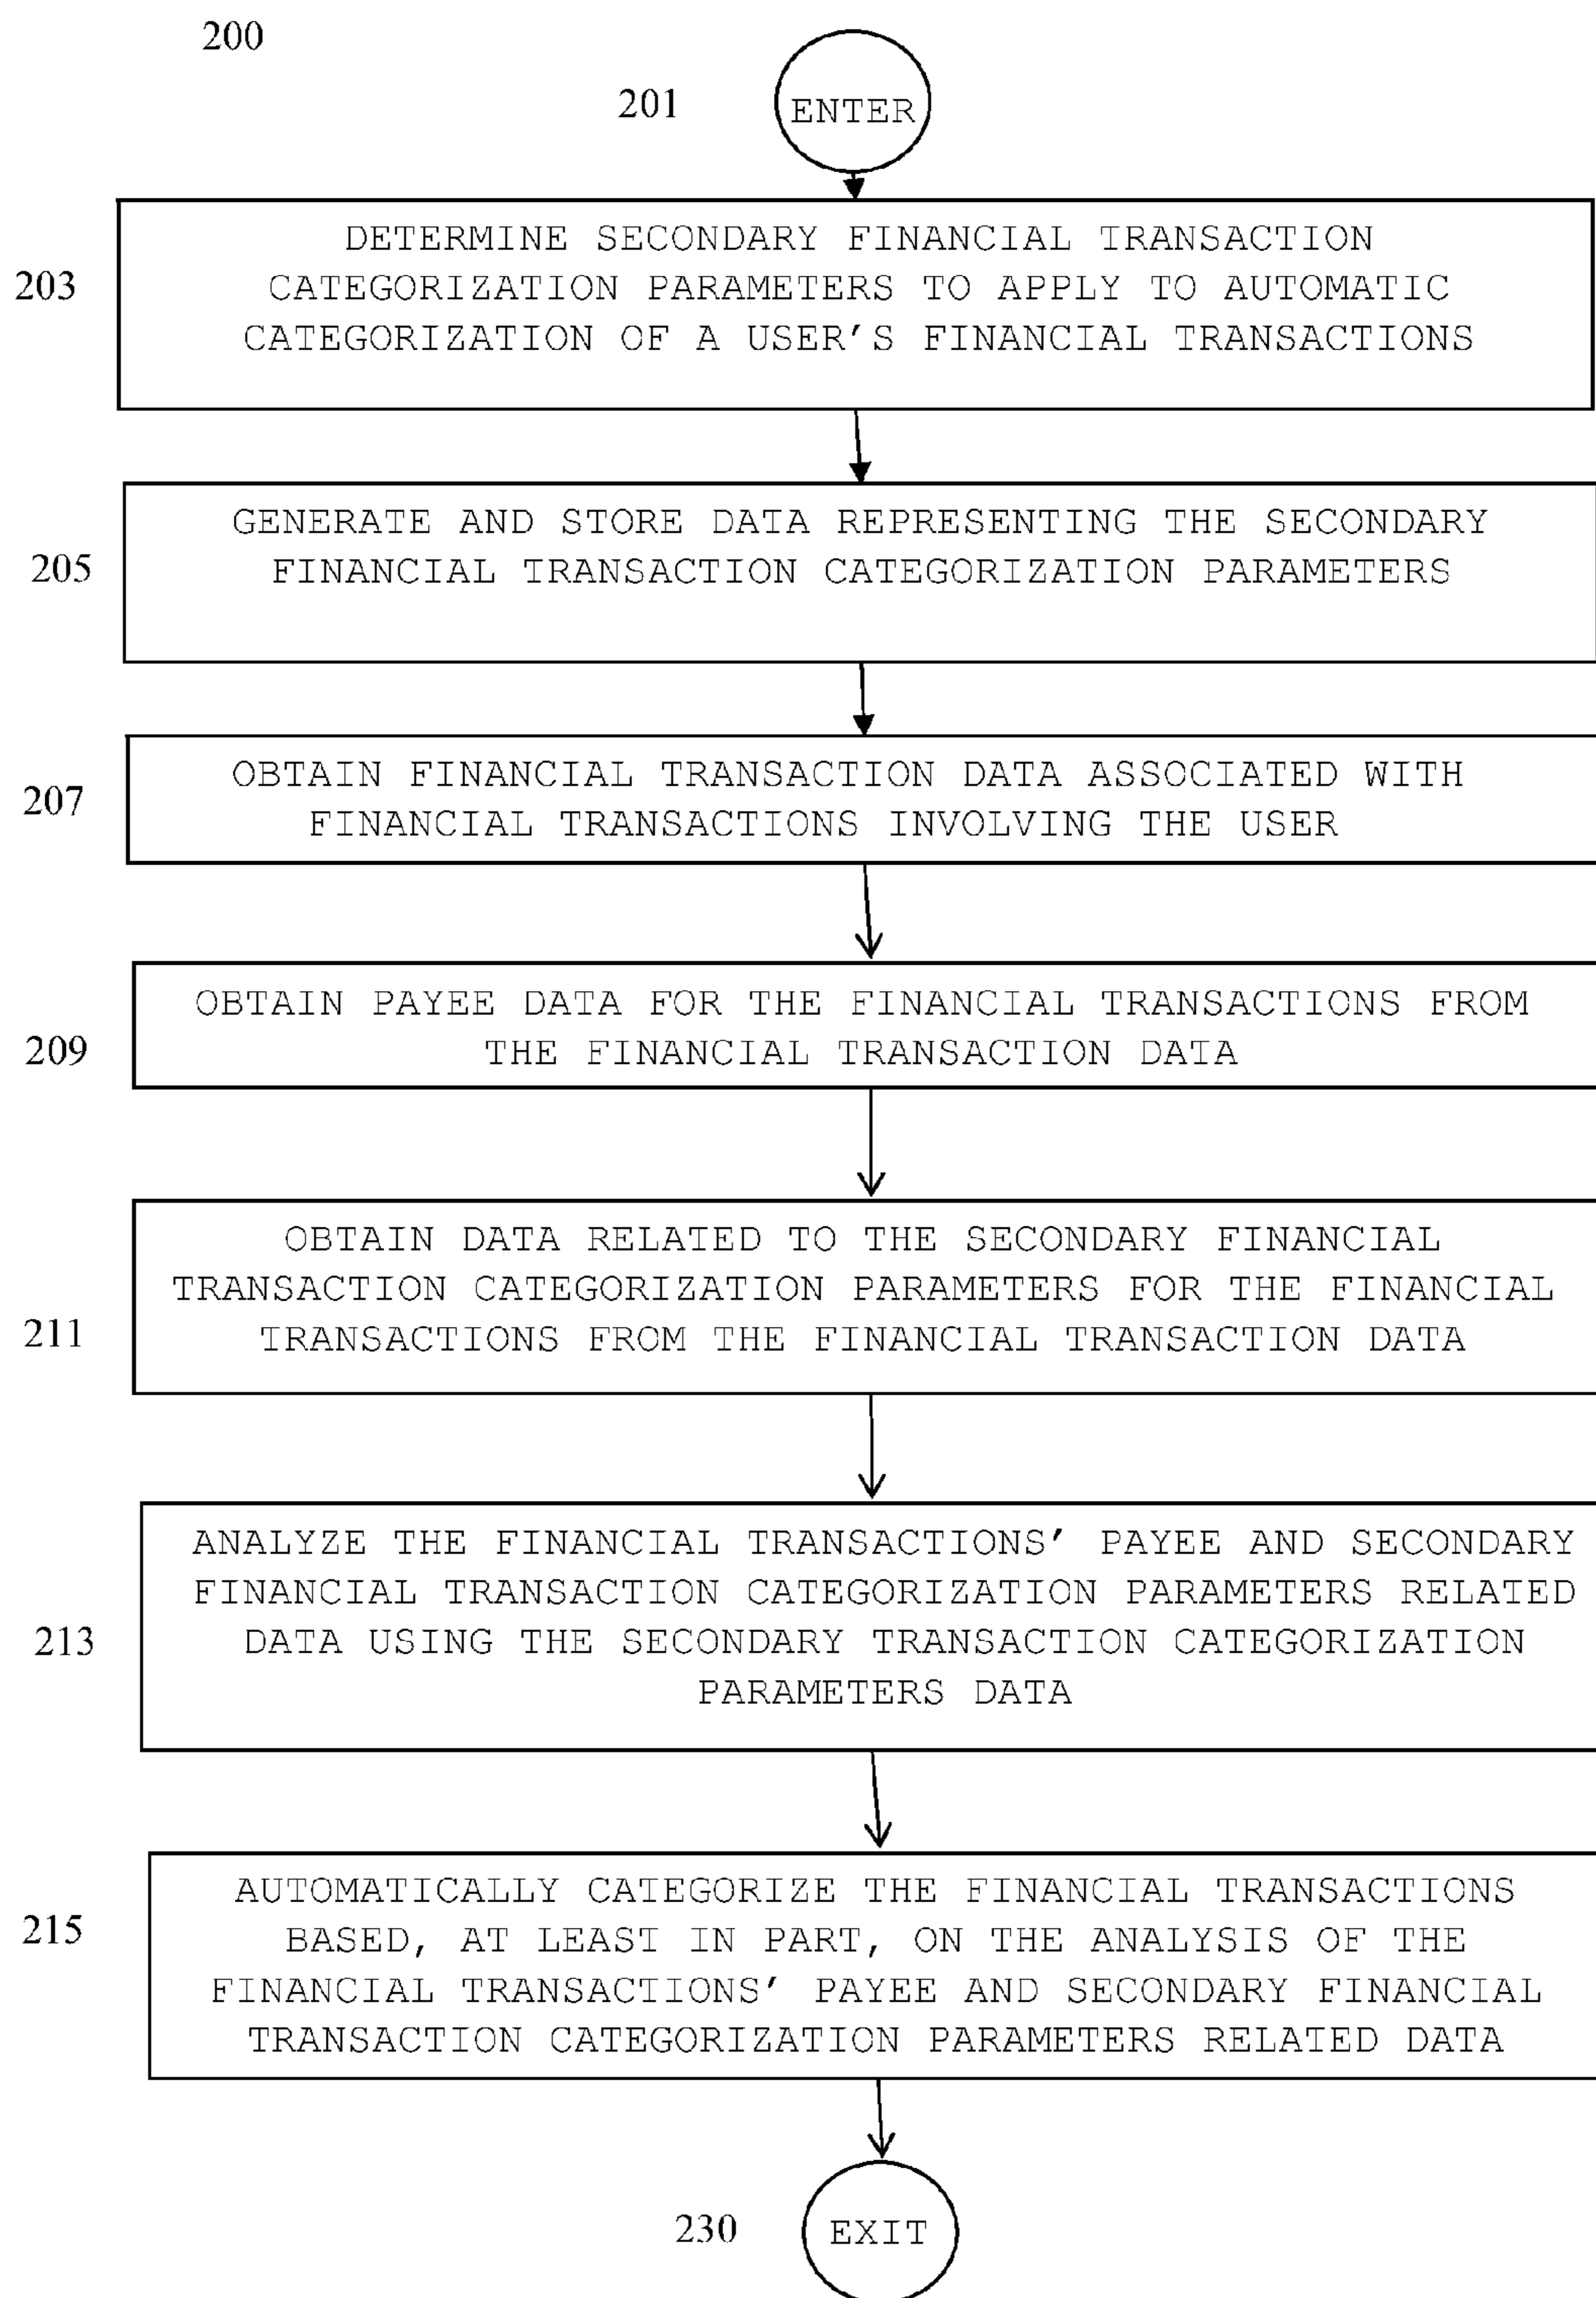 200
201
ENTER
203
DETERMINE SECONDARY FINANCIAL TRANSACTION
CATEGORIZATION PARAMETERS TO APPLY TO AUTOMATIC
CATEGORIZATION OF A USER'S FINANCIAL TRANSACTIONS
205
GENERATE AND STORE DATA REPRESENTING THE SECONDARY
FINANCIAL TRANSACTION CATEGORIZATION PARAMETERS
207
OBTAIN FINANCIAL TRANSACTION DATA ASSOCIATED WITH
FINANCIAL TRANSACTIONS INVOLVING THE USER
209
OBTAIN PAYEE DATA FOR THE FINANCIAL TRANSACTIONS FROM
THE FINANCIAL TRANSACTION DATA
211
OBTAIN DATA RELATED TO THE SECONDARY FINANCIAL
TRANSACTION CATEGORIZATION PARAMETERS FOR THE FINANCIAL
TRANSACTIONS FROM THE FINANCIAL TRANSACTION DATA
213
ANALYZE THE FINANCIAL TRANSACTIONS' PAYEE AND SECONDARY
FINANCIAL TRANSACTION CATEGORIZATION PARAMETERS RELATED
DATA USING THE SECONDARY TRANSACTION CATEGORIZATION
PARAMETERS DATA
215
AUTOMATICALLY CATEGORIZE THE FINANCIAL TRANSACTIONS
BASED, AT LEAST IN PART, ON THE ANALYSIS OF THE
FINANCIAL TRANSACTIONS' PAYEE AND SECONDARY FINANCIAL
TRANSACTION CATEGORIZATION PARAMETERS RELATED DATA
230
EXIT